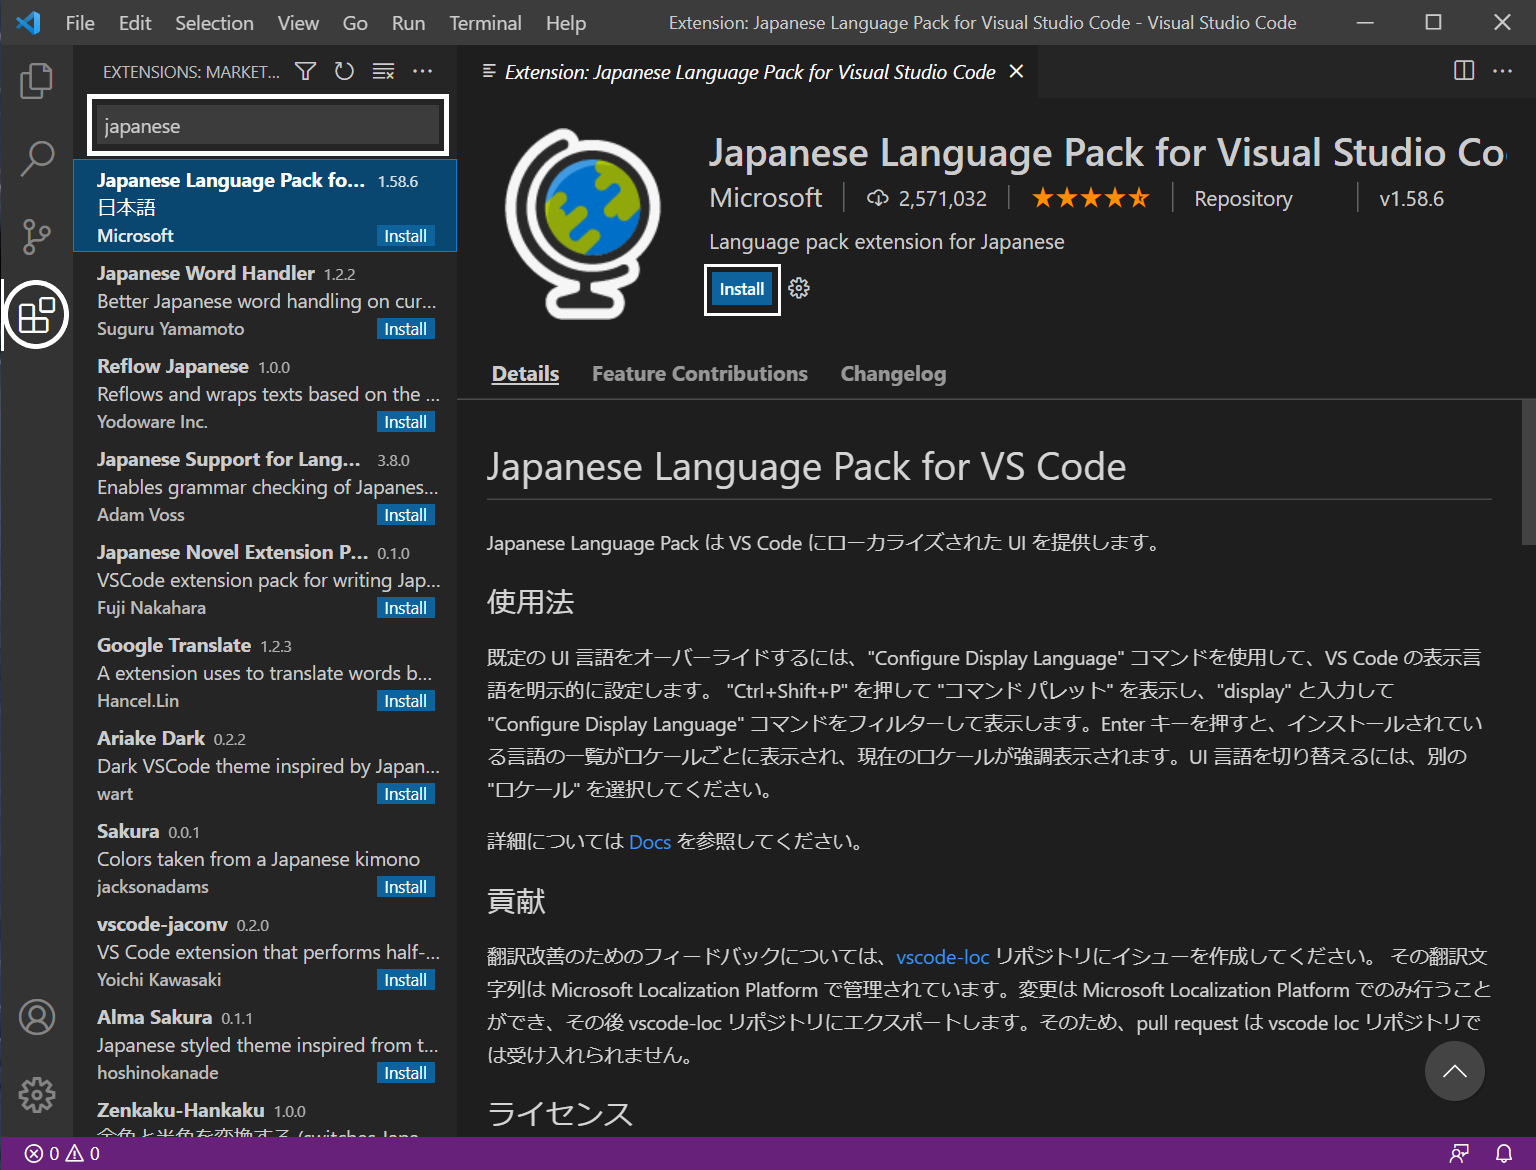 File Edit Selection View Go Run Terminal Help
Extension: Japanese Language Pack for Visual Studio Code - Visual Studio Code
EXTENSIONS: MARKET...
japanese
Japanese Language Pack fo... 1.58.6
日本語
Microsoft Install
Japanese Word Handler 1.2.2
Better Japanese word handling on cur...
Suguru Yamamoto Install
Reflow Japanese 1.0.0
Reflows and wraps texts based on the ...
Yodoware Inc. Install
Japanese Support for Lang... 3.8.0
Enables grammar checking of Japanes...
Adam Voss Install
Japanese Novel Extension P... 0.1.0
VSCode extension pack for writing Jap...
Fuji Nakahara Install
Google Translate 1.2.3
A extension uses to translate words b...
Hancel.Lin Install
Ariake Dark 0.2.2
Dark VSCode theme inspired by Japan...
wart Install
Sakura 0.0.1
Colors taken from a Japanese kimono
jacksonadams Install
vscode-jaconv 0.2.0
VS Code extension that performs half-...
Yoichi Kawasaki Install
Alma Sakura 0.1.1
Japanese styled theme inspired from t...
hoshinokanade Install
Zenkaku-Hankaku 1.0.0
全角と半角を変換する (switches Japa...
Extension: Japanese Language Pack for Visual Studio Code
Japanese Language Pack for Visual Studio Co
Microsoft 2,571,032 Repository v1.58.6
Language pack extension for Japanese
Install
Details Feature Contributions Changelog
Japanese Language Pack for VS Code
Japanese Language Pack は VS Code にローカライズされた UI を提供します。
使用法
既定の UI 言語をオーバーライドするには、"Configure Display Language" コマンドを使用して、VS Code の表示言
語を明示的に設定します。 "Ctrl+Shift+P" を押して "コマンド パレット" を表示し、"display" と入力して
"Configure Display Language" コマンドをフィルターして表示します。Enter キーを押すと、インストールされてい
る言語の一覧がロケールごとに表示され、現在のロケールが強調表示されます。UI 言語を切り替えるには、別の
"ロケール" を選択してください。
詳細については Docs を参照してください。
貢献
翻訳改善のためのフィードバックについては、vscode-loc リポジトリにイシューを作成してください。 その翻訳文
字列は Microsoft Localization Platform で管理されています。変更は Microsoft Localization Platform でのみ行うこと
ができ、その後 vscode-loc リポジトリにエクスポートします。そのため、pull request は vscode loc リポジトリで
は受け入れられません。
ライセンス
0 0